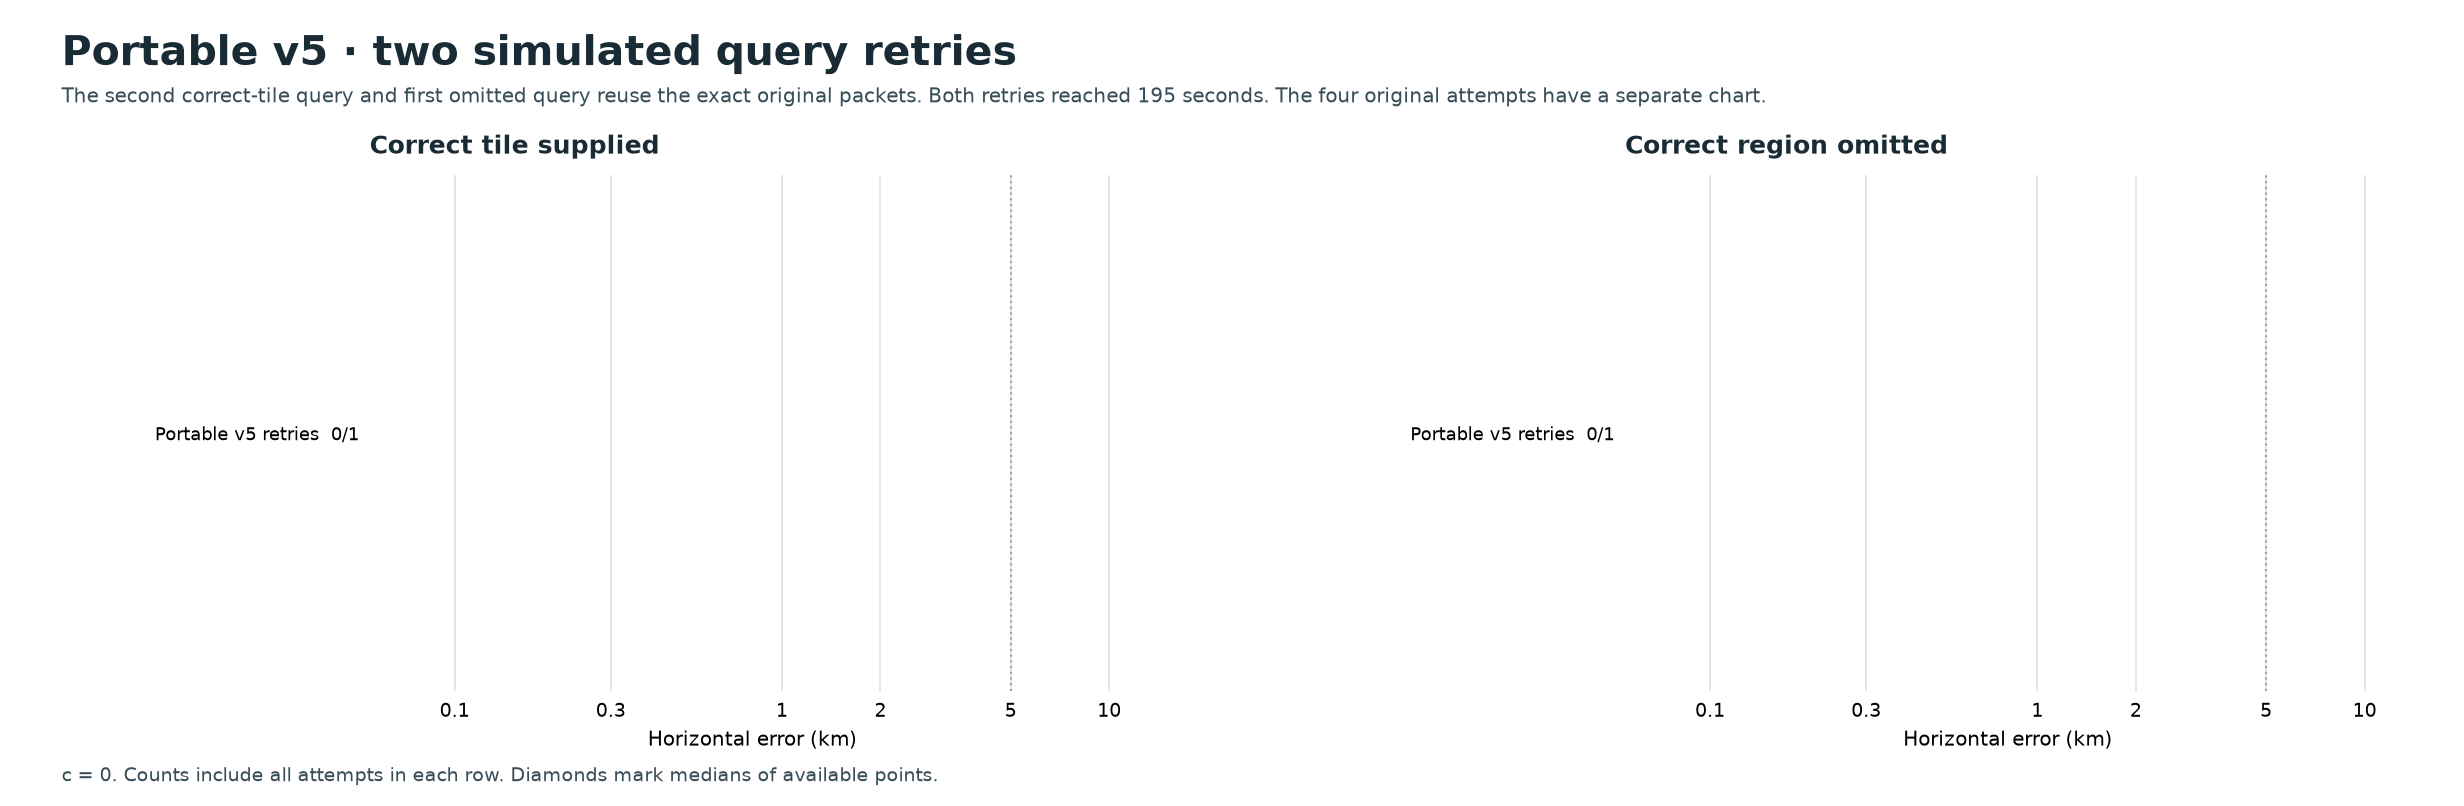 Portable v5 · two simulated query retries
The second correct-tile query and first omitted query reuse the exact original packets. Both retries reached 195 seconds. The four original attempts have a separate chart.
Correct tile supplied
Portable v5 retries  0/1
0.1 0.3 1 2 5 10
Horizontal error (km)
Correct region omitted
Portable v5 retries  0/1
0.1 0.3 1 2 5 10
Horizontal error (km)
c = 0. Counts include all attempts in each row. Diamonds mark medians of available points.